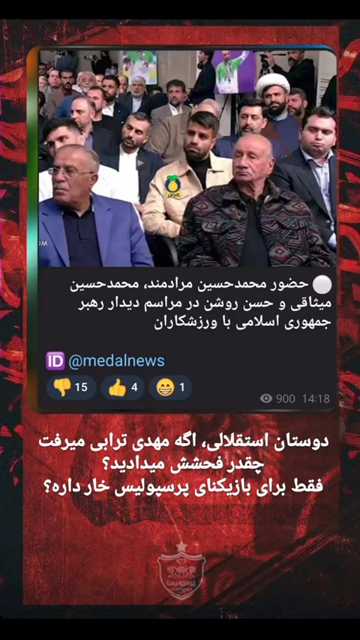 حضور محمدحسین مرادمند، محمدحسین
میثاقی و حسن روشن در مراسم دیدار رهبر
جمهوری اسلامی با ورزشکاران
🆔 @medalnews
👎 15 👍 4 😁 1
900 14:18
دوستان استقلالی، اگه مهدی ترابی میرفت
چقدر فحشش میدادید؟
فقط برای بازیکنای پرسپولیس خار داره؟